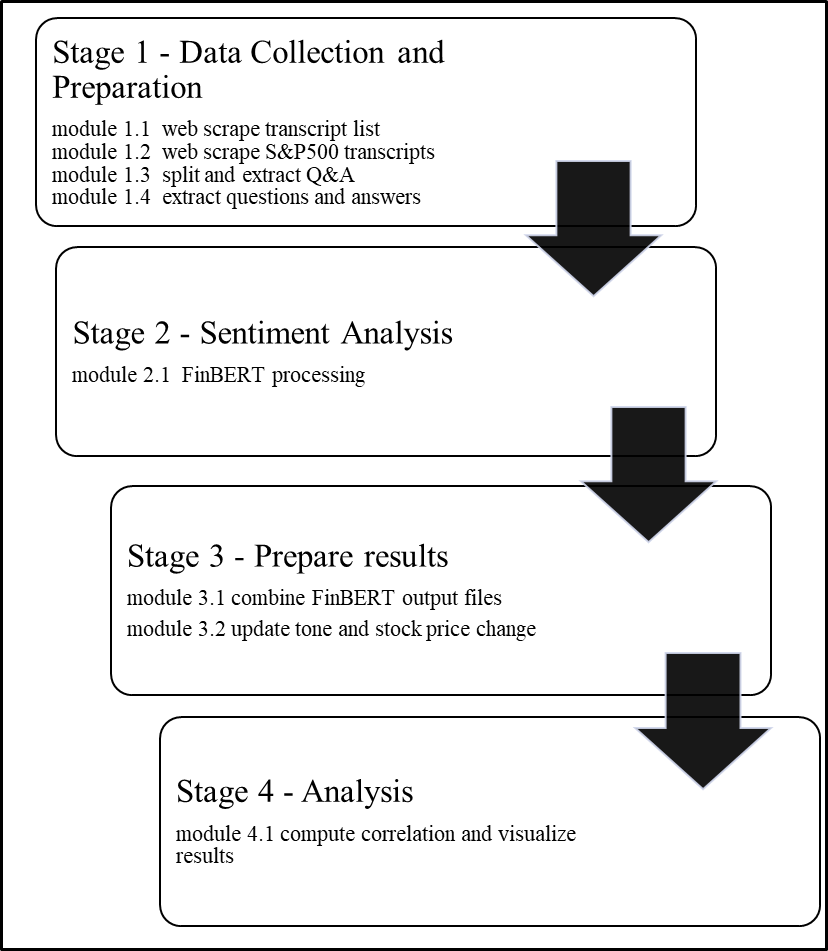 Stage 1 - Data Collection and
Preparation
module 1.1  web scrape transcript list
module 1.2  web scrape S&P500 transcripts
module 1.3  split and extract Q&A
module 1.4  extract questions and answers
Stage 2 - Sentiment Analysis
module 2.1  FinBERT processing
Stage 3 - Prepare results
module 3.1 combine FinBERT output files
module 3.2 update tone and stock price change
Stage 4 - Analysis
module 4.1 compute correlation and visualize
results